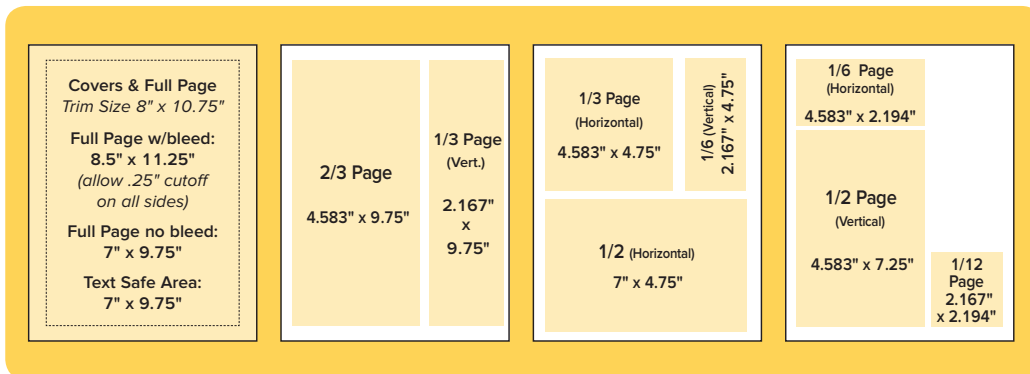 Covers & Full Page
Trim Size 8" x 10.75"
Full Page w/bleed:
8.5" x 11.25"
(allow .25" cutoff
on all sides)
Full Page no bleed:
7" x 9.75"
Text Safe Area:
7" x 9.75"
2/3 Page
4.583" x 9.75"
1/3 Page
(Vert.)
2.167"
x
9.75"
1/3 Page
(Horizontal)
4.583" x 4.75"
1/6 (Vertical)
2.167" x 4.75"
1/2 (Horizontal)
7" x 4.75"
1/6 Page
(Horizontal)
4.583" x 2.194"
1/2 Page
(Vertical)
4.583" x 7.25"
1/12
Page
2.167"
x 2.194"